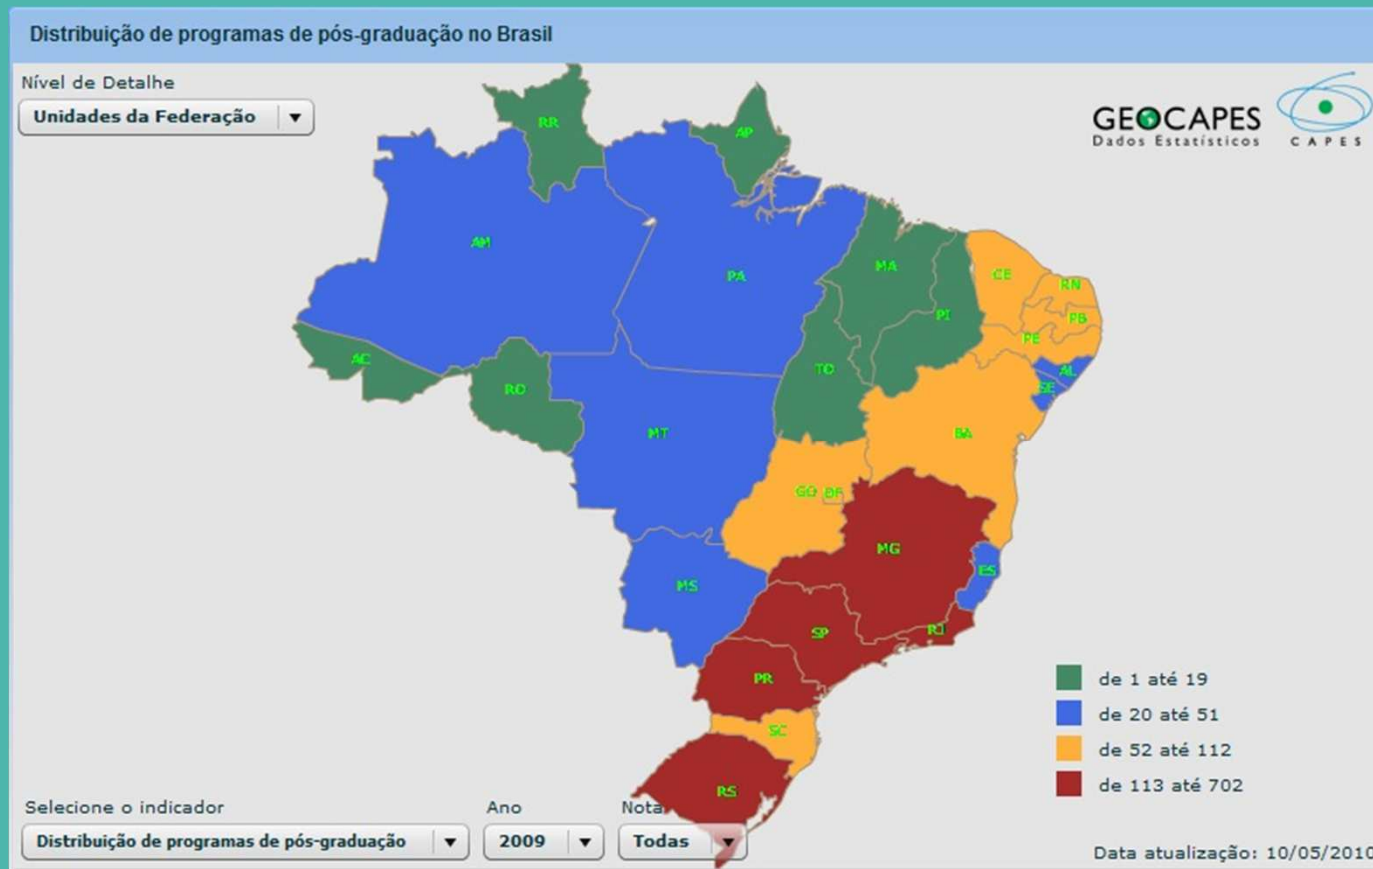 Distribuição de programas de pós-graduação no Brasil
Nível de Detalhe
Unidades da Federação
GEOCAPES
Dados Estatísticos
CAPES
RR
AP
AM
PA
MA
CE
RN
PI
PB
PE
AC
TO
AL
RO
SE
MT
BA
GO DF
MG
ES
MS
SP
RJ
PR
SC
RS
de 1 até 19
de 20 até 51
de 52 até 112
de 113 até 702
Selecione o indicador
Distribuição de programas de pós-graduação
Ano
2009
Nota
Todas
Data atualização: 10/05/2010